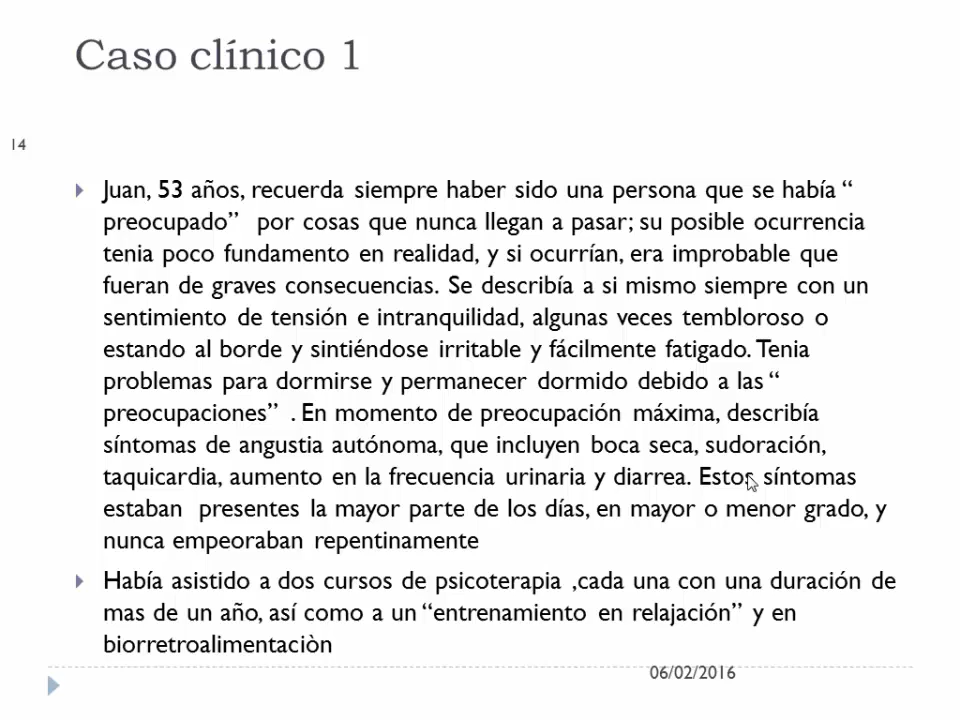 Caso clínico 1
14
Juan, 53 años, recuerda siempre haber sido una persona que se había “
preocupado” por cosas que nunca llegan a pasar; su posible ocurrencia
tenia poco fundamento en realidad, y si ocurrían, era improbable que
fueran de graves consecuencias. Se describía a si mismo siempre con un
sentimiento de tensión e intranquilidad, algunas veces tembloroso o
estando al borde y sintiéndose irritable y fácilmente fatigado. Tenia
problemas para dormirse y permanecer dormido debido a las “
preocupaciones” . En momento de preocupación máxima, describía
síntomas de angustia autónoma, que incluyen boca seca, sudoración,
taquicardia, aumento en la frecuencia urinaria y diarrea. Estos síntomas
estaban presentes la mayor parte de los días, en mayor o menor grado, y
nunca empeoraban repentinamente
Había asistido a dos cursos de psicoterapia ,cada una con una duración de
mas de un año, así como a un “entrenamiento en relajación” y en
biorretroalimentaciòn
06/02/2016